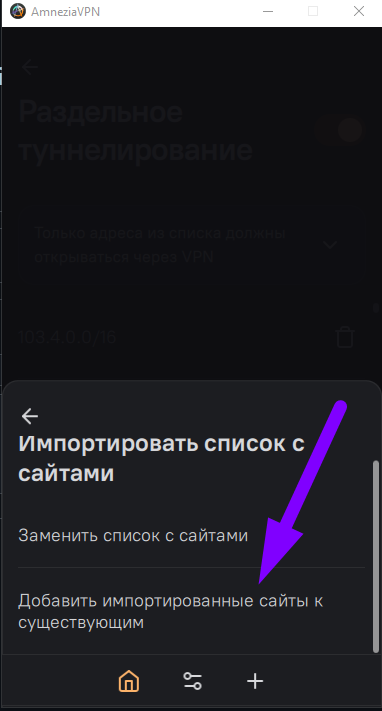 AmneziaVPN
Раздельное
туннелирование
Только адреса из списка должны
открываться через VPN
103.4.0.0/16
Импортировать список с
сайтами
Заменить список с сайтами
Добавить импортированные сайты к
существующим